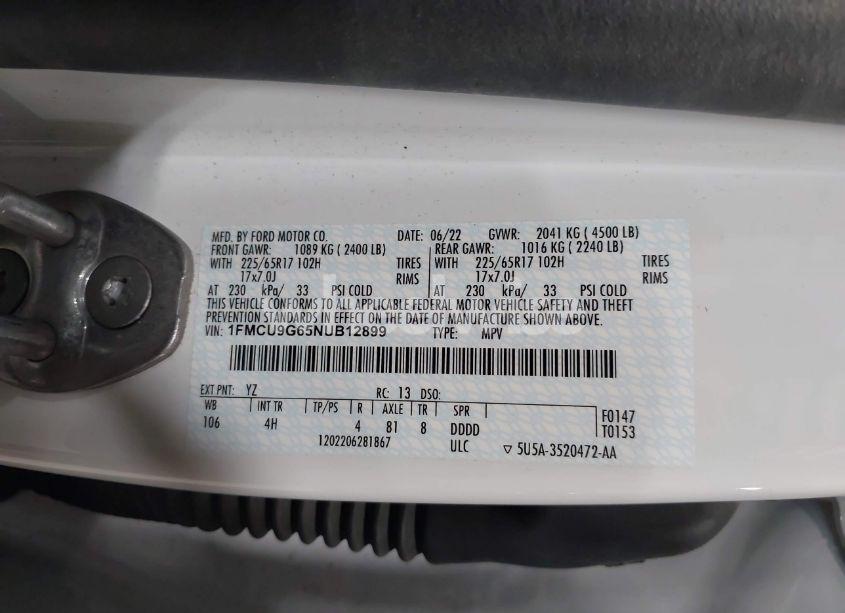 MFD. BY FORD MOTOR CO. DATE: 06/22 GVWR: 2041 KG ( 4500 LB)
FRONT GAWR: 1089 KG ( 2400 LB) REAR GAWR: 1016 KG ( 2240 LB)
WITH 225/65R17 102H TIRES WITH 225/65R17 102H TIRES
17x7.0J RIMS 17x7.0J RIMS
AT 230 kPa/ 33 PSI COLD AT 230 kPa/ 33 PSI COLD
THIS VEHICLE CONFORMS TO ALL APPLICABLE FEDERAL MOTOR VEHICLE SAFETY AND THEFT
PREVENTION STANDARDS IN EFFECT ON THE DATE OF MANUFACTURE SHOWN ABOVE.
VIN: 1FMCU9G65NUB12899 TYPE: MPV
EXT PNT: YZ RC: 13 DSO:
WB INT TR TP/PS R AXLE TR SPR F0147
106 4H 4 81 8 DDDD T0153
1202206281867 ULC ▽ 5U5A-3520472-AA